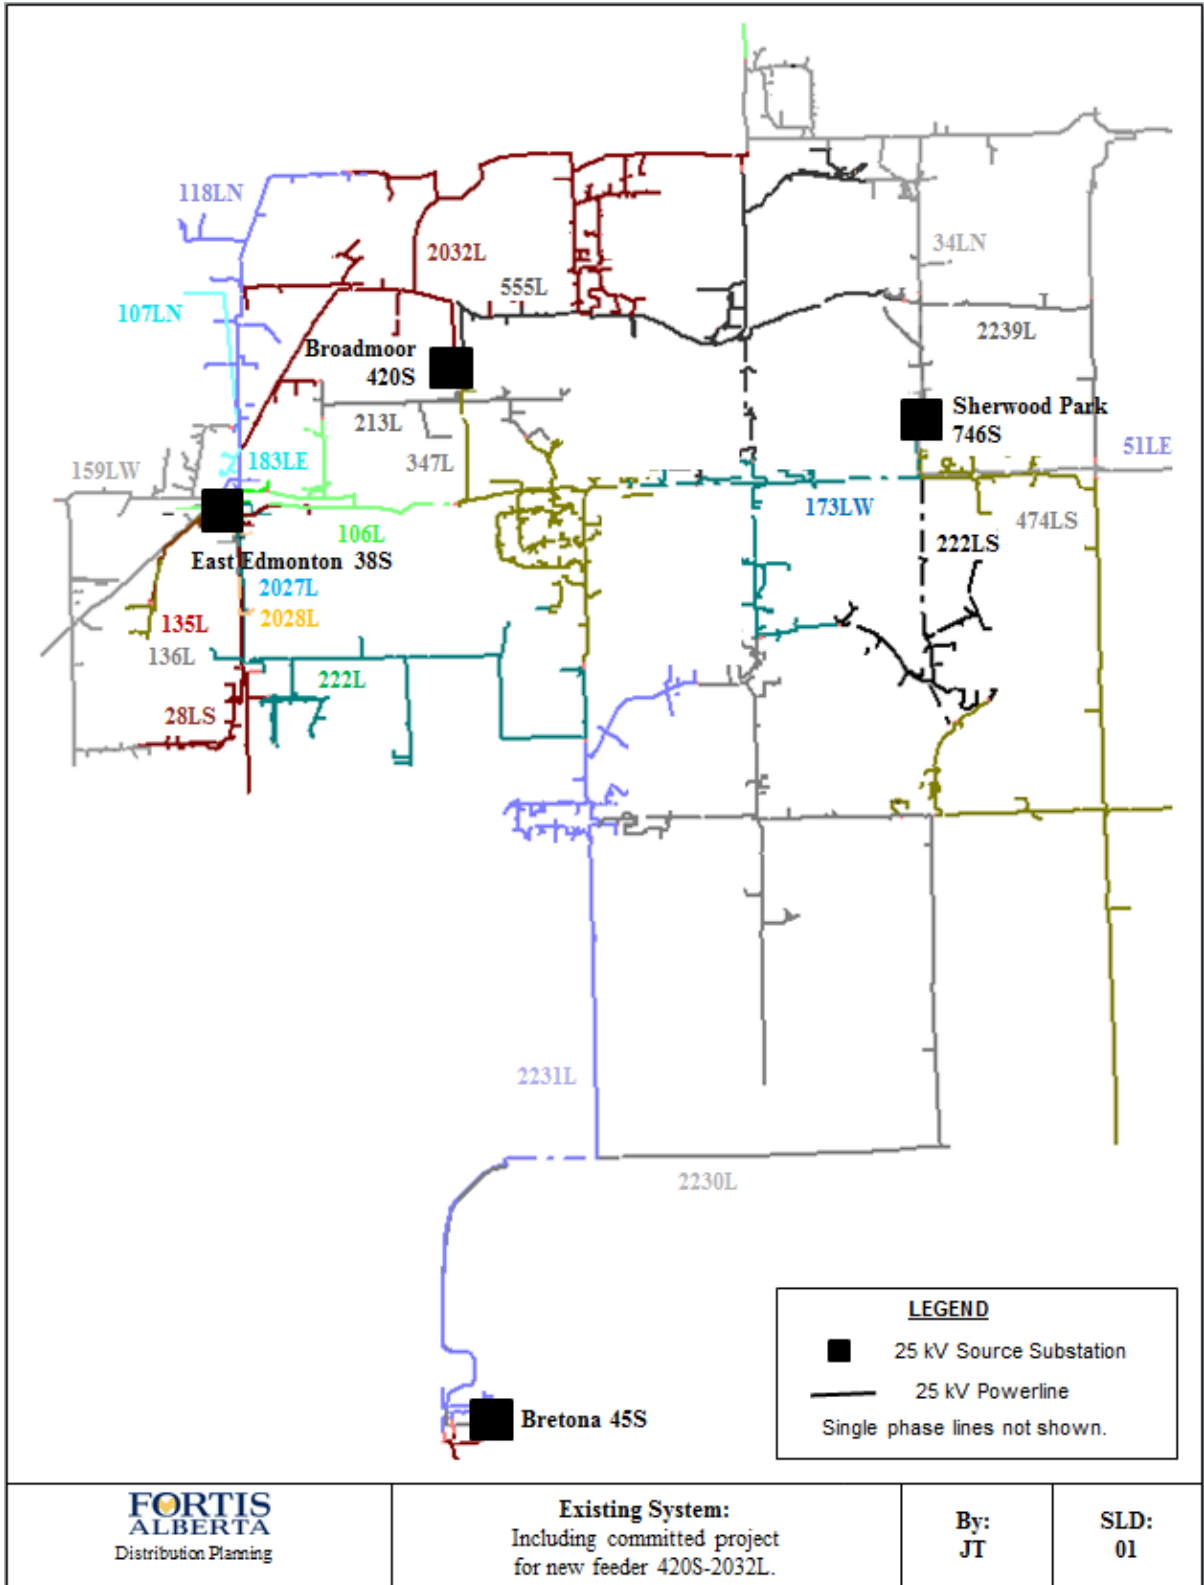 118LN
2032L
34LN
555L
107LN
2239L
Broadmoor
420S
Sherwood Park
746S
213L
51LE
347L
183LE
159LW
173LW
474LS
106L
222LS
East Edmonton 38S
2027L
2028L
135L
136L
222L
28LS
2231L
2230L
Bretona 45S
LEGEND
25 kV Source Substation
25 kV Powerline
Single phase lines not shown.
FORTIS
ALBERTA
Distribution Planning
Existing System:
Including committed project
for new feeder 420S-2032L.
By:
JT
SLD:
01